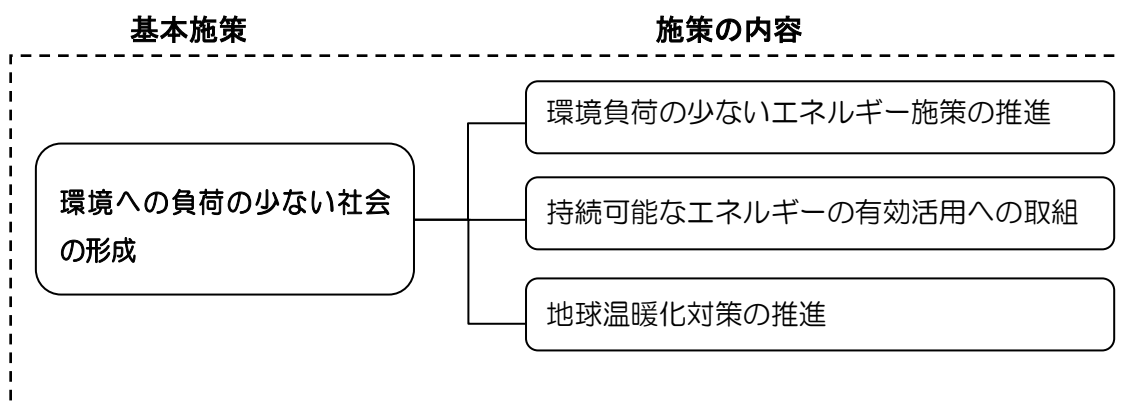 基本施策
施策の内容
環境負荷の少ないエネルギー施策の推進
環境への負荷の少ない社会
の形成
持続可能なエネルギーの有効活用への取組
地球温暖化対策の推進